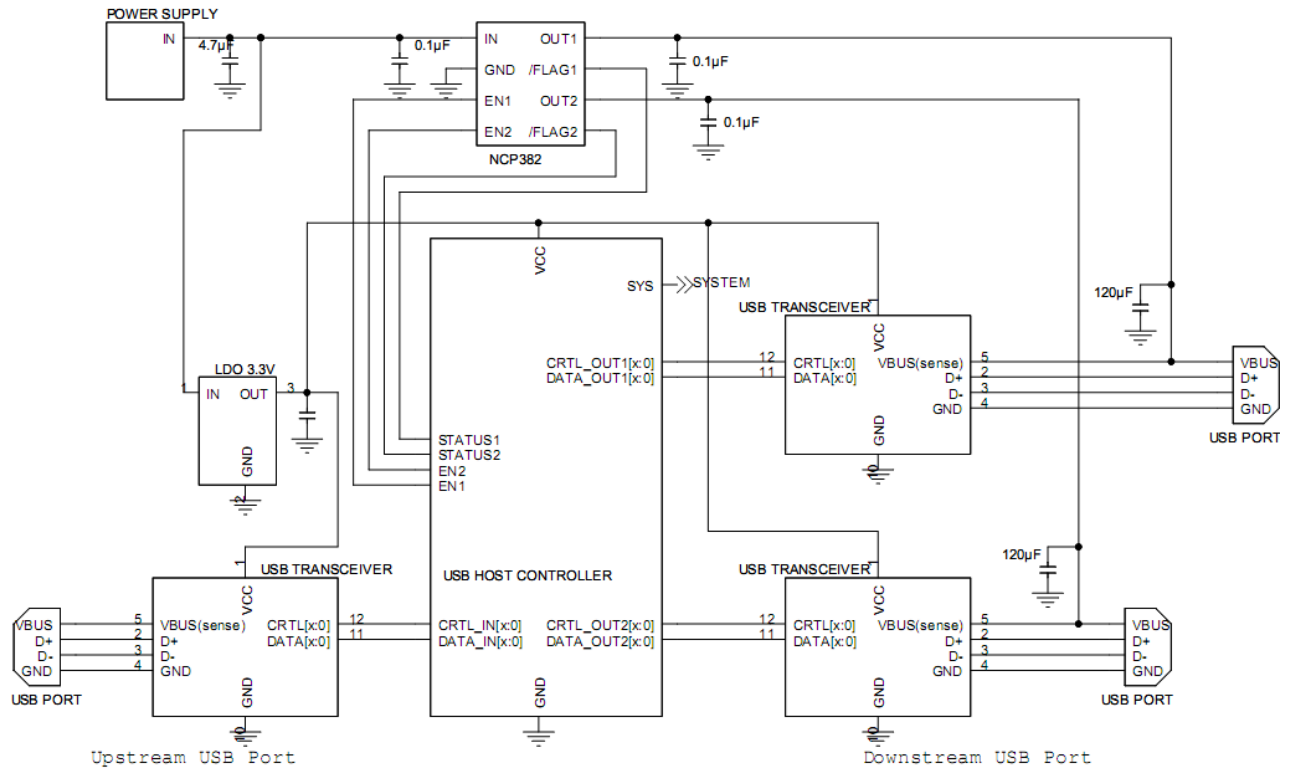 POWER SUPPLY
IN
4.7µF
0.1µF
IN
OUT1
GND
/FLAG1
EN1
OUT2
EN2
/FLAG2
NCP382
0.1µF
0.1µF
VCC
SYS
SYSTEM
120µF
USB TRANSCEIVER
1
VCC
CRTL_OUT1[x:0]
DATA_OUT1[x:0]
12
11
CRTL[x:0]
DATA[x:0]
VBUS(sense)
D+
D-
GND
5
2
3
4
VBUS
D+
D-
GND
USB PORT
GND
10
LDO 3.3V
1
IN
OUT
3
GND
2
STATUS1
STATUS2
EN2
EN1
USB HOST CONTROLLER
120µF
1
USB TRANSCEIVER
VCC
VBUS
D+
D-
GND
USB PORT
5
2
3
4
VBUS(sense)
D+
D-
GND
CRTL[x:0]
DATA[x:0]
12
11
GND
10
CRTL_IN[x:0]
DATA_IN[x:0]
CRTL_OUT2[x:0]
DATA_OUT2[x:0]
GND
USB TRANSCEIVER
1
VCC
12
11
CRTL[x:0]
DATA[x:0]
VBUS(sense)
D+
D-
GND
5
2
3
4
VBUS
D+
D-
GND
USB PORT
GND
10
Upstream USB Port
Downstream USB Port